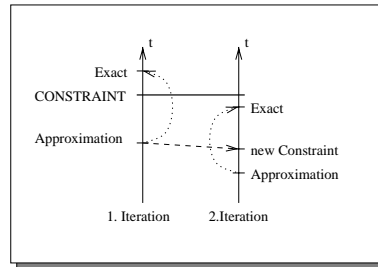 t
t
Exact
CONSTRAINT
Exact
Approximation
new Constraint
Approximation
1. Iteration
2.Iteration